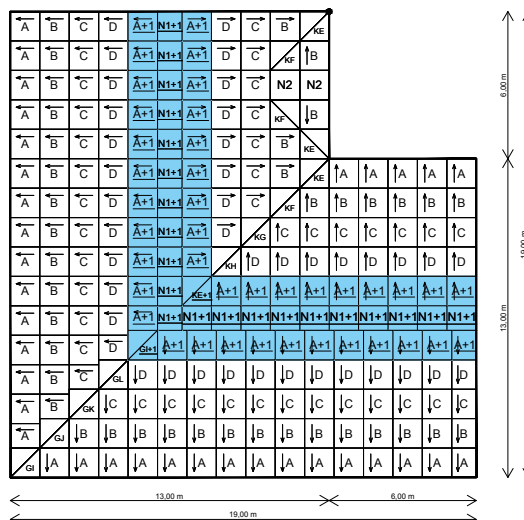 A B C D A+1 N1+1 A+1 D C B KE
A B C D A+1 N1+1 A+1 D C KF B
A B C D A+1 N1+1 A+1 D C N2 N2 6,00 m
A B C D A+1 N1+1 A+1 D C KF B
A B C D A+1 N1+1 A+1 D C B KE
A B C D A+1 N1+1 A+1 D C B KE A A A A A
A B C D A+1 N1+1 A+1 D C KF B B B B B B
A B C D A+1 N1+1 A+1 D KG C C C C C C C
A B C D A+1 N1+1 A+1 KH D D D D D D D D
A B C D A+1 N1+1 KE+1 A+1 A+1 A+1 A+1 A+1 A+1 A+1 A+1 A+1
A B C D A+1 N1+1 N1+1 N1+1 N1+1 N1+1 N1+1 N1+1 N1+1 N1+1 N1+1 N1+1 13,00 m
A B C D GI+1 A+1 A+1 A+1 A+1 A+1 A+1 A+1 A+1 A+1 A+1 A+1
A B C GL D D D D D D D D D D D D
A B GK C C C C C C C C C C C C C
A GJ B B B B B B B B B B B B B B
GI A A A A A A A A A A A A A A A
13,00 m 6,00 m
19,00 m